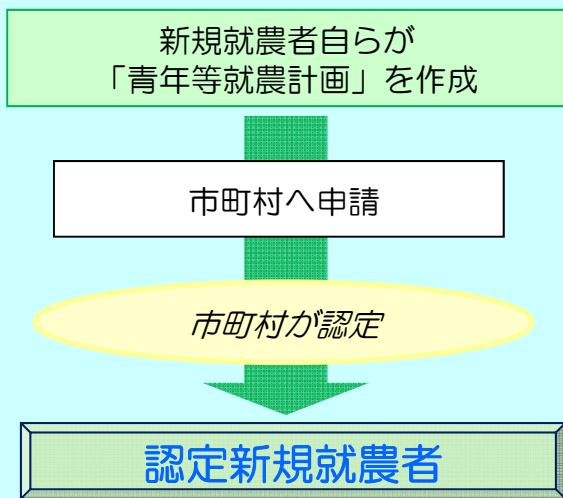 新規就農者自らが
「青年等就農計画」を作成
市町村へ申請
市町村が認定
認定新規就農者